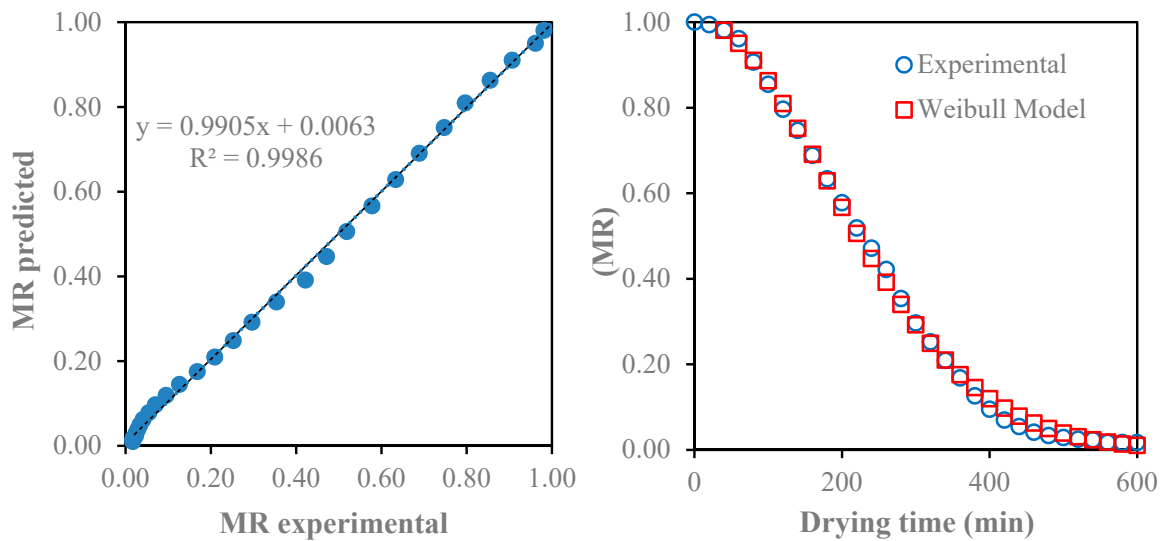 1.00
0.80
0.60
0.40
0.20
0.00
MR predicted
y = 0.9905x + 0.0063
R² = 0.9986
0.00 0.20 0.40 0.60 0.80 1.00
MR experimental
1.00
0.80
0.60
0.40
0.20
0.00
(MR)
Experimental
Weibull Model
0 200 400 600
Drying time (min)